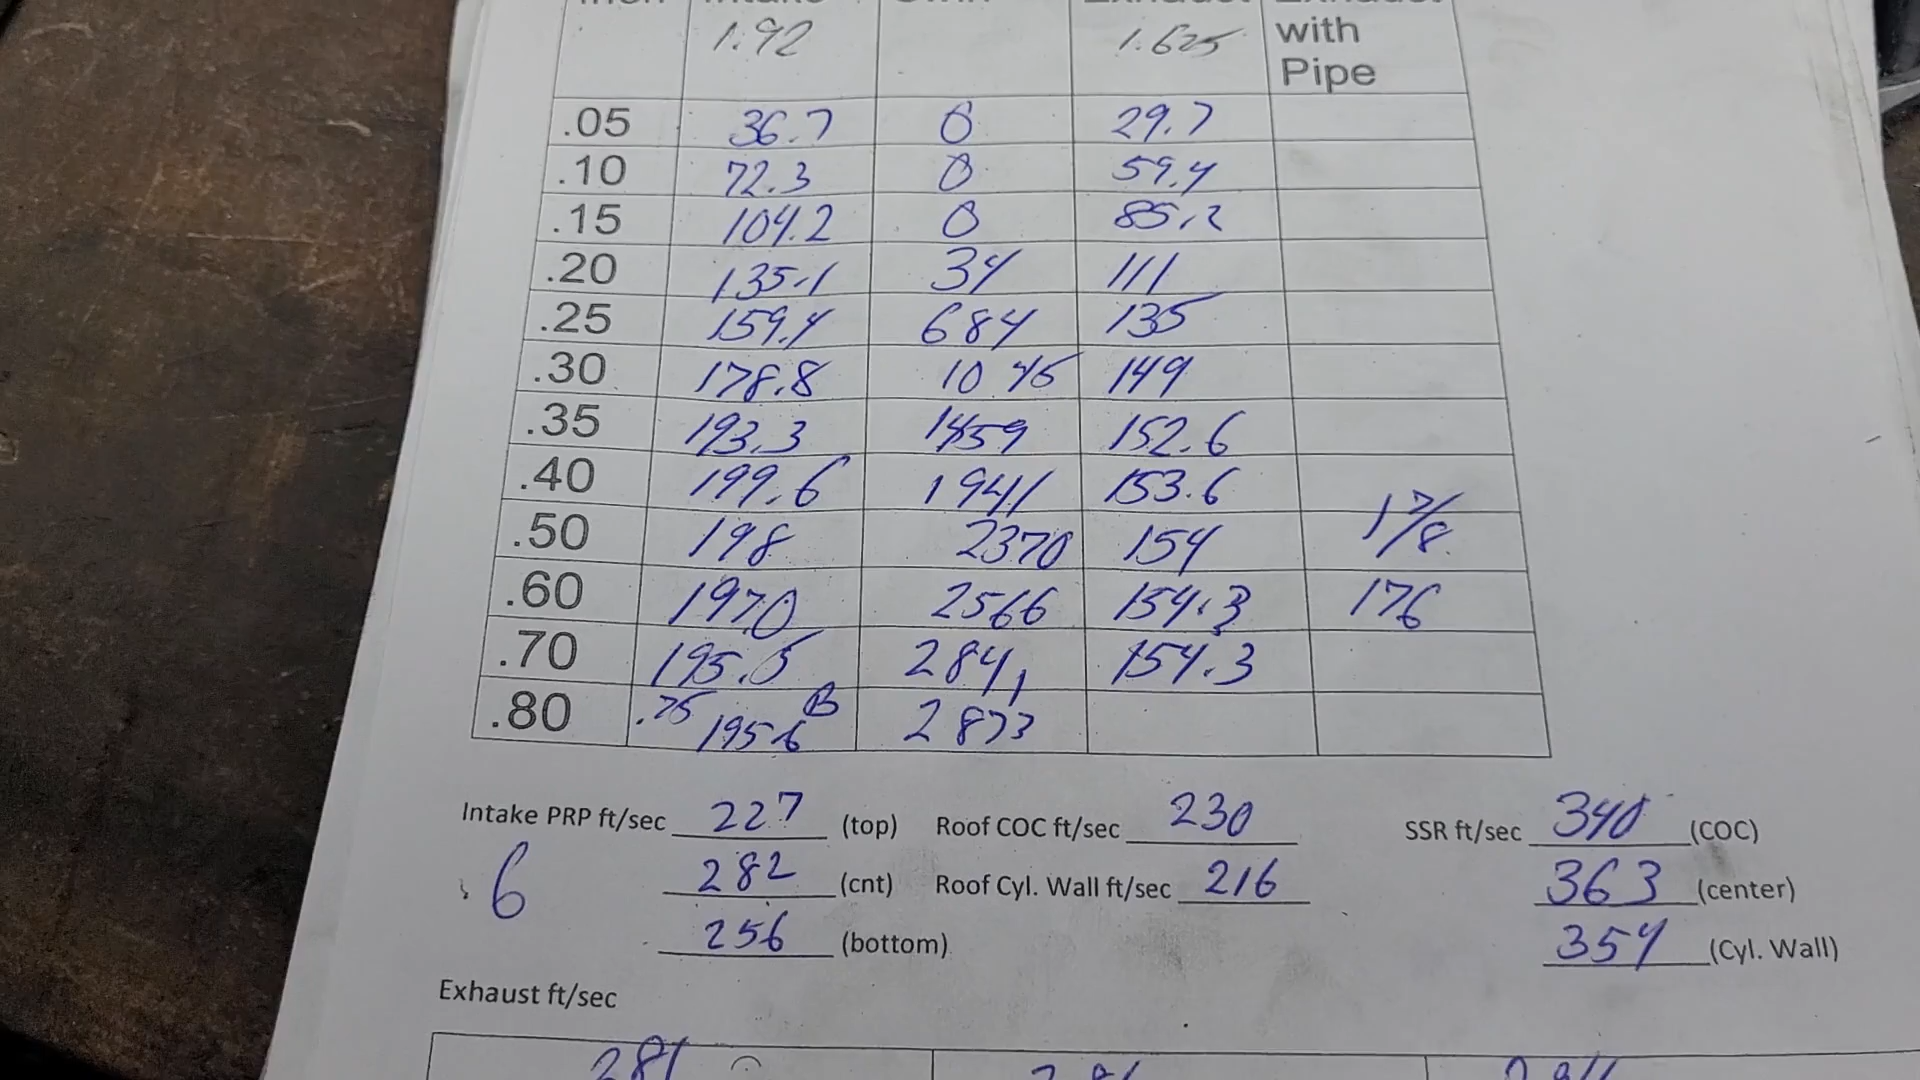 1.92 1.625 with
Pipe
.05 36.7 0 29.7
.10 72.3 0 59.4
.15 104.2 0 85.2
.20 135.1 34 111
.25 159.4 684 135
.30 178.8 1046 149
.35 193.3 1459 152.6
.40 199.6 1941 153.6
1 7/8
.50 198 2370 154
.60 197.0 2566 154.3 176
.70 195.5 2841 154.3
.80 .75 195.6 B 2873
Intake PRP ft/sec 227 (top) Roof COC ft/sec 230 SSR ft/sec 340 (COC)
.6 282 (cnt) Roof Cyl. Wall ft/sec 216 363 (center)
256 (bottom) 354 (Cyl. Wall)
Exhaust ft/sec
281